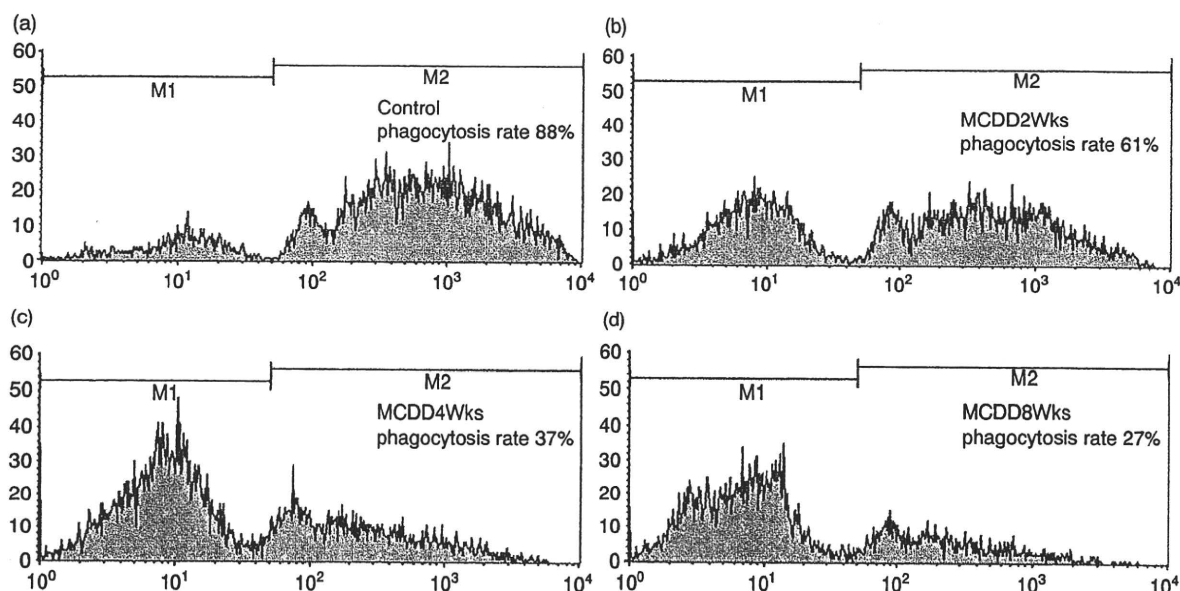 (a)
60
50
40
30
20
10
0
M1
M2
Control
phagocytosis rate 88%
10⁰
10¹
10²
10³
10⁴
(b)
60
50
40
30
20
10
0
M1
M2
MCDD2Wks
phagocytosis rate 61%
10⁰
10¹
10²
10³
10⁴
(c)
60
50
40
30
20
10
0
M1
M2
MCDD4Wks
phagocytosis rate 37%
10⁰
10¹
10²
10³
10⁴
(d)
60
50
40
30
20
10
0
M1
M2
MCDD8Wks
phagocytosis rate 27%
10⁰
10¹
10²
10³
10⁴